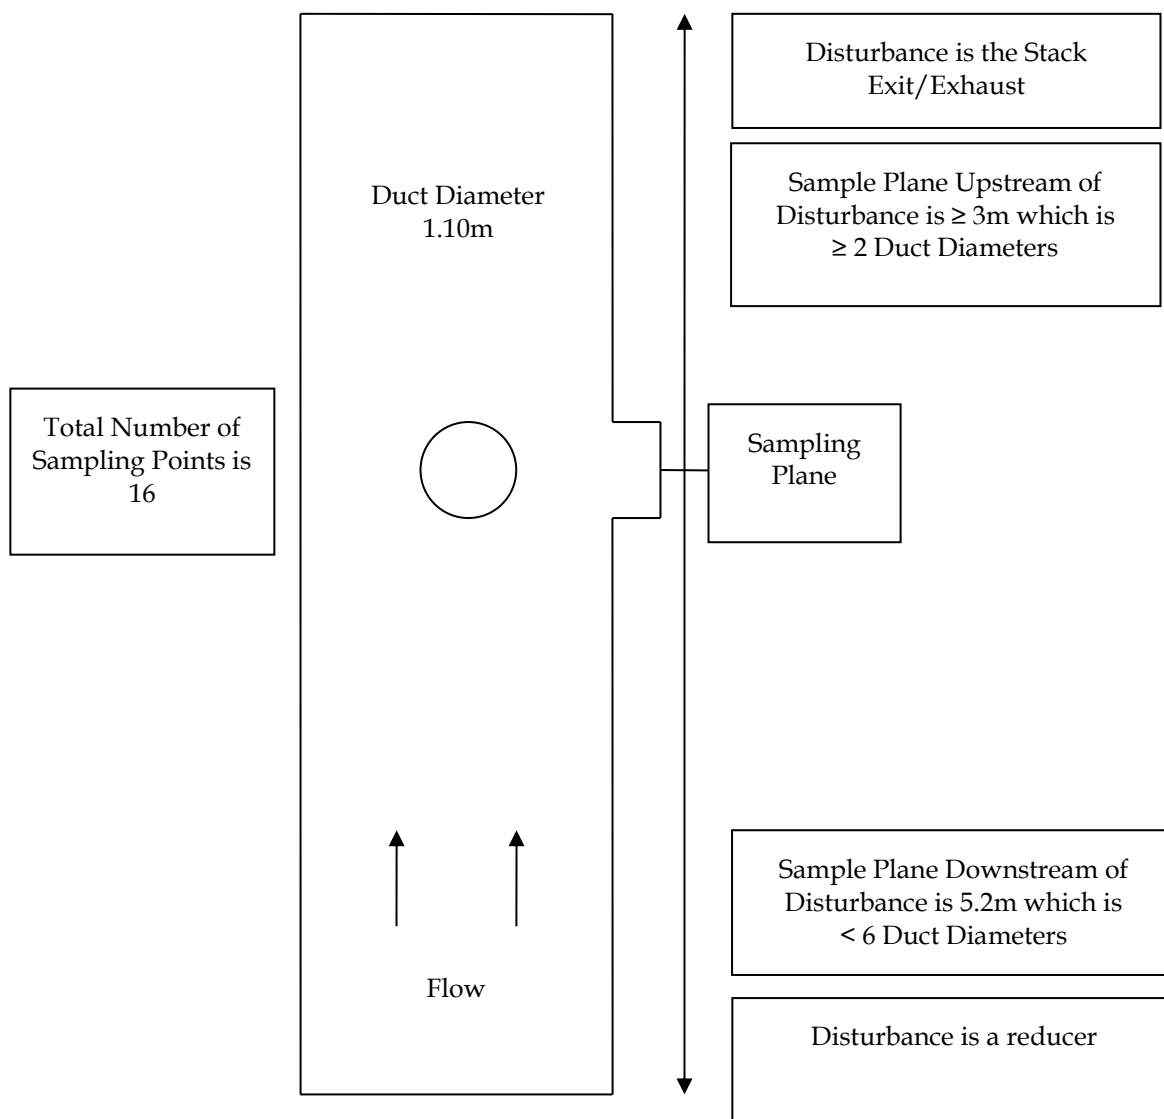 Disturbance is the Stack
Exit/Exhaust
Duct Diameter
1.10m
Sample Plane Upstream of
Disturbance is ≥ 3m which is
≥ 2 Duct Diameters
Total Number of
Sampling Points is
16
Sampling
Plane
Sample Plane Downstream of
Disturbance is 5.2m which is
< 6 Duct Diameters
Flow
Disturbance is a reducer